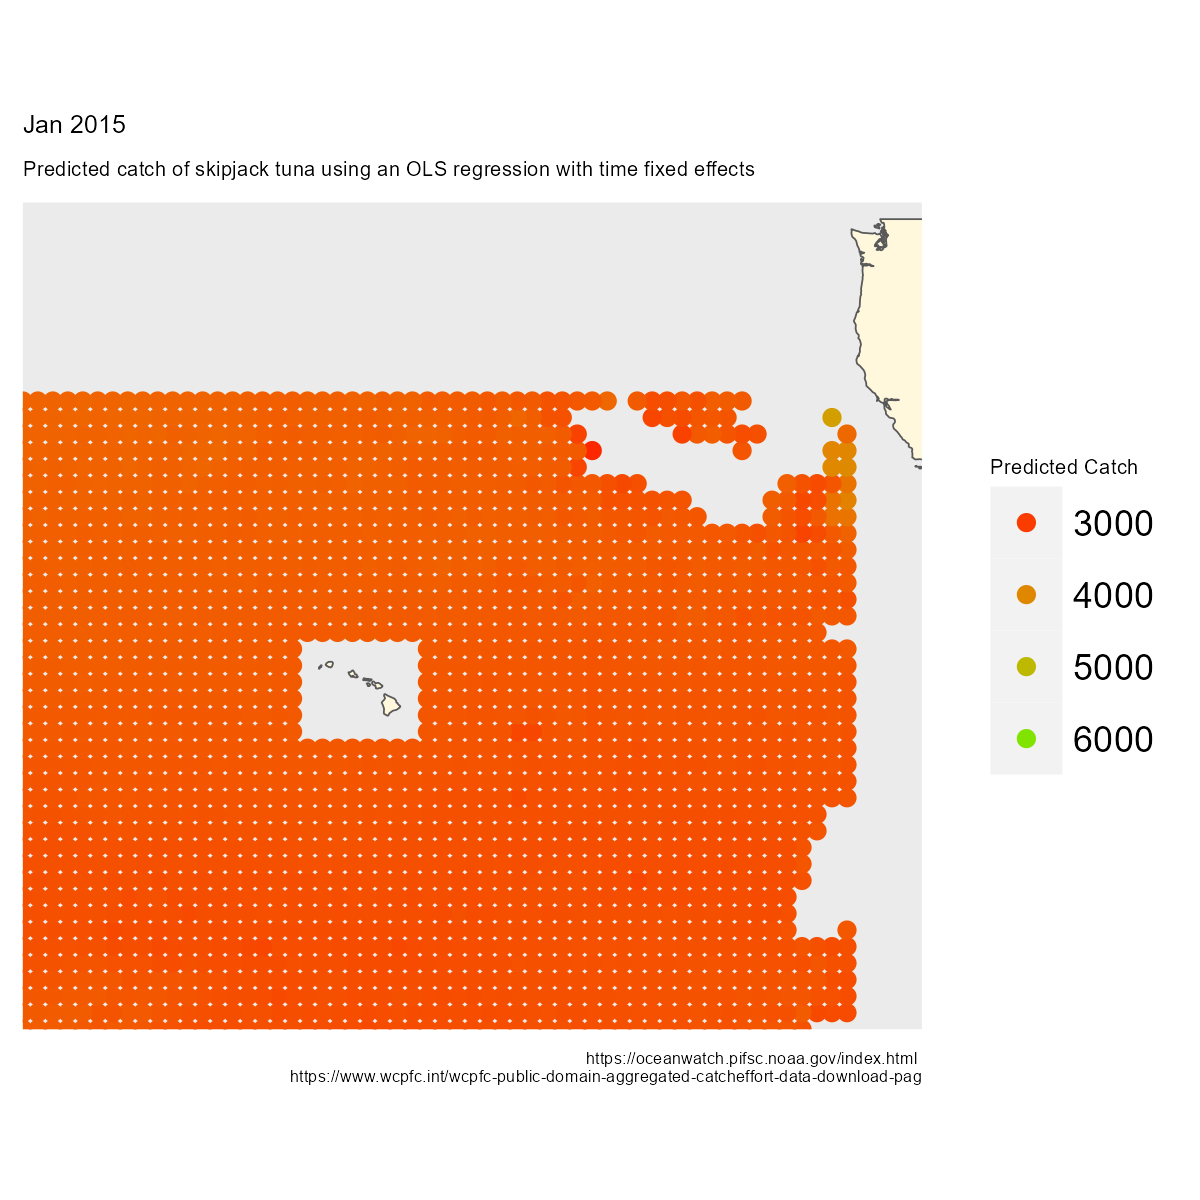 Jan 2015
Predicted catch of skipjack tuna using an OLS regression with time fixed effects
Predicted Catch
3000
4000
5000
6000
https://oceanwatch.pifsc.noaa.gov/index.html
https://www.wcpfc.int/wcpfc-public-domain-aggregated-catcheffort-data-download-pag